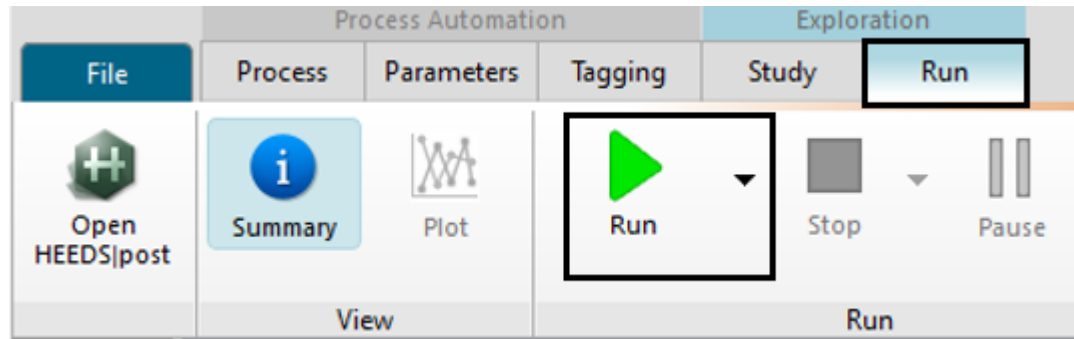 Process Automation Exploration
File Process Parameters Tagging Study Run
Open HEEDS|post
Summary Plot Run Stop Pause
View Run